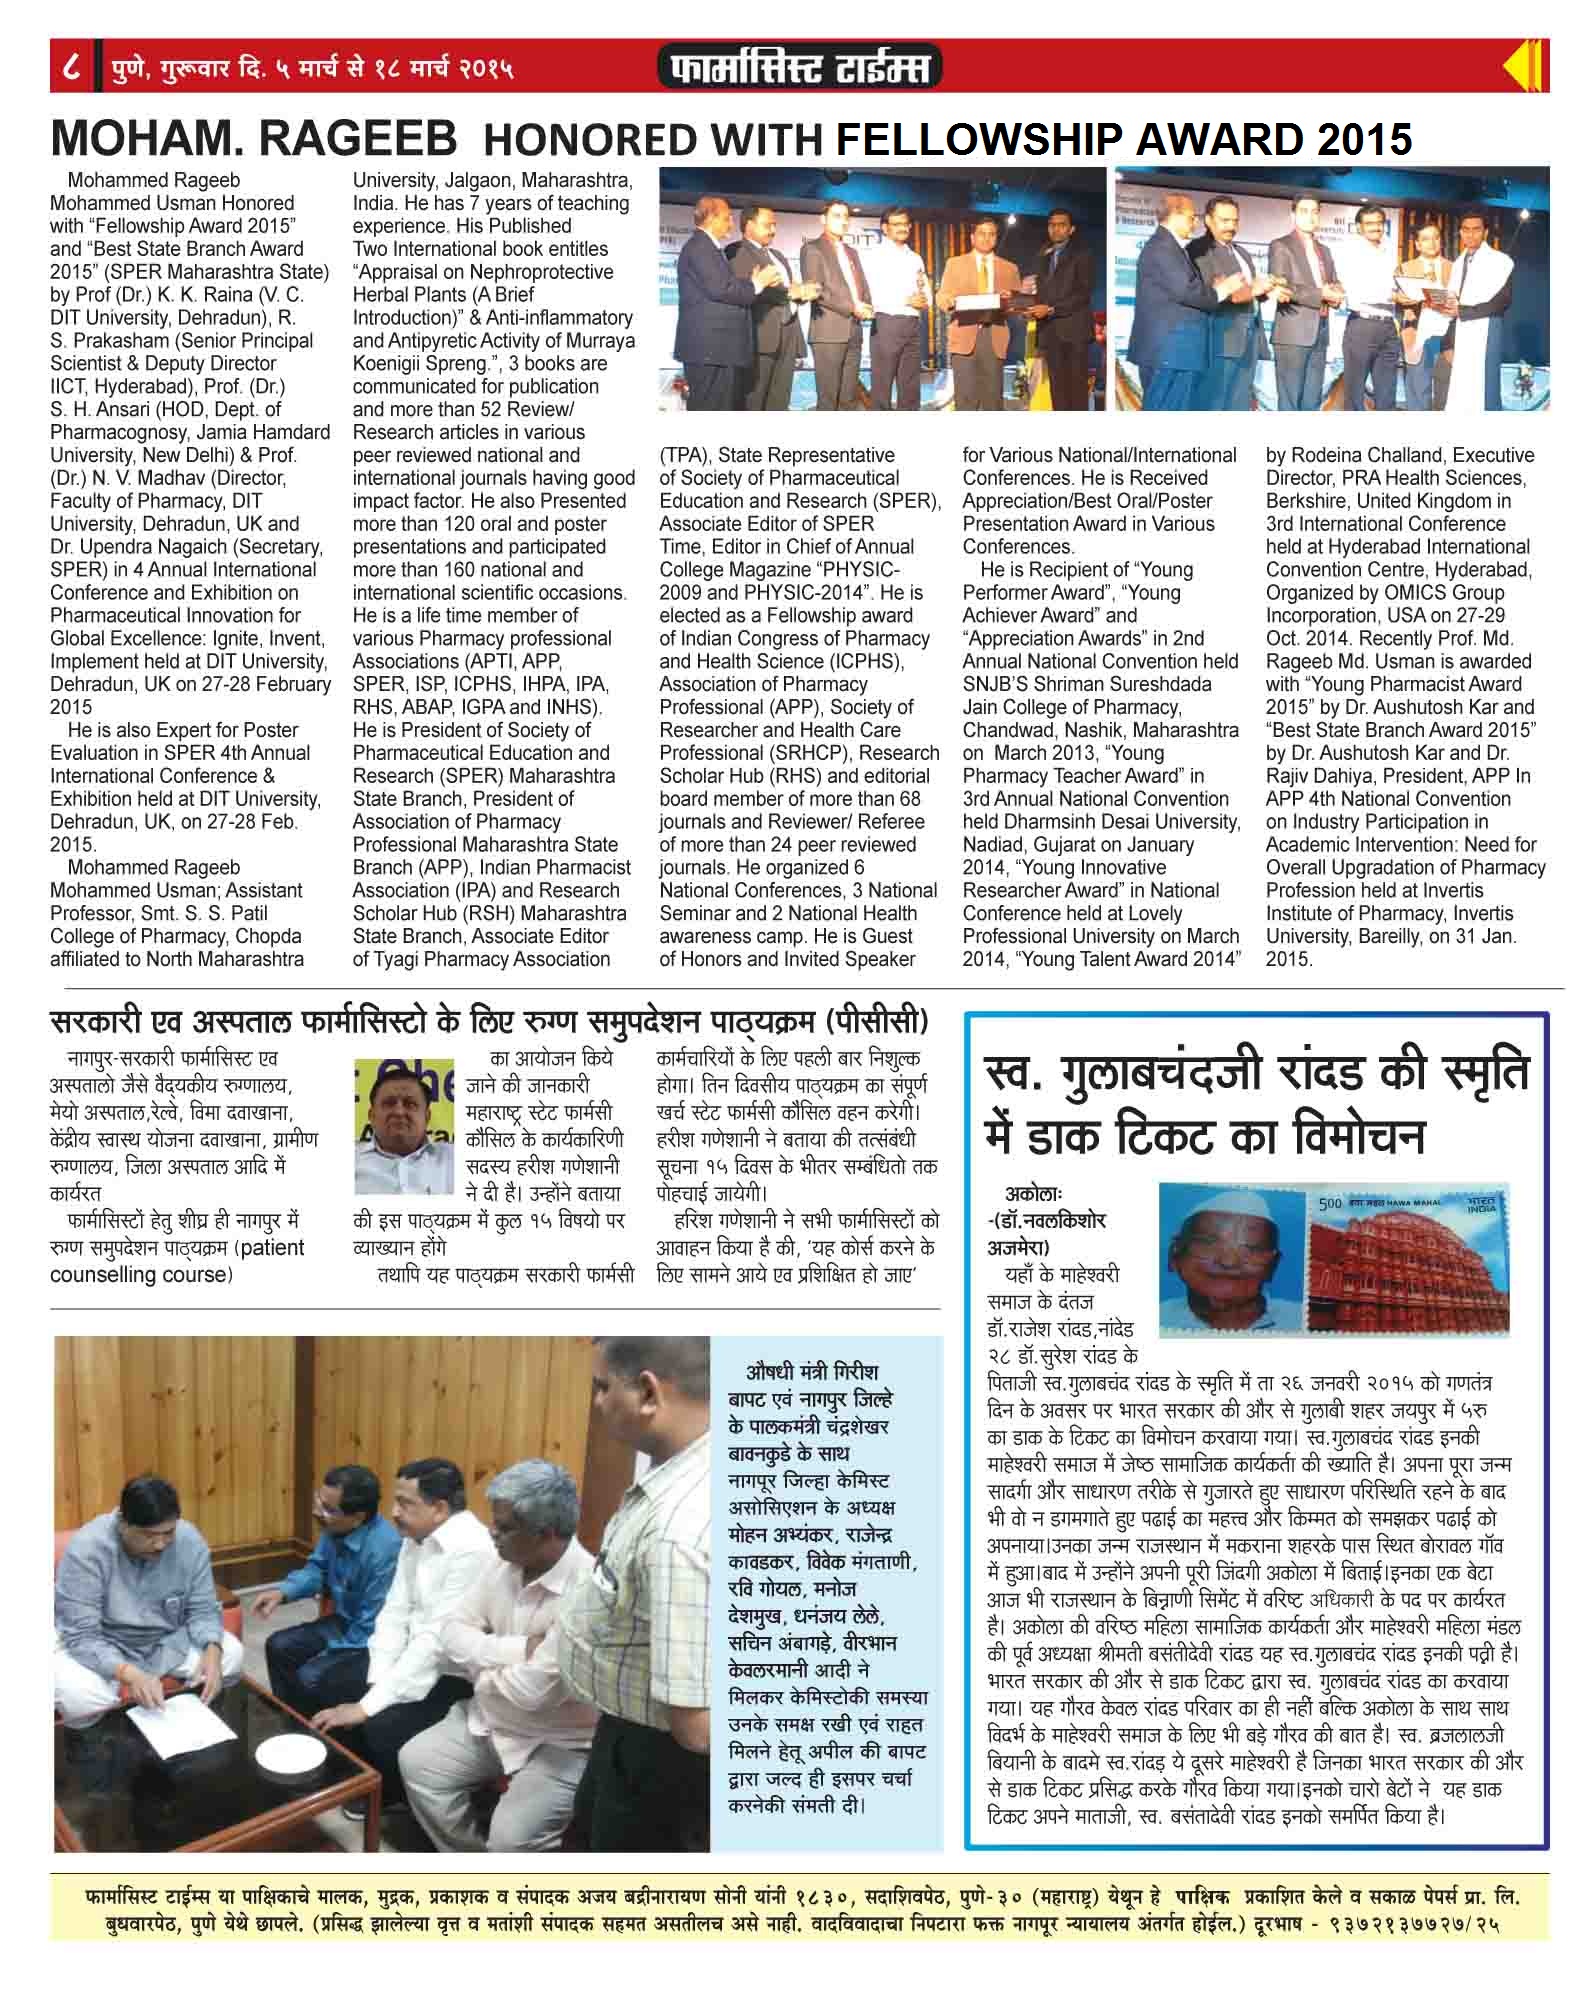 ८
पुणे, गुरूवार दि. ५ मार्च से १८ मार्च २०१५
फार्मासिस्ट टाईम्स
MOHAM. RAGEEB HONORED WITH FELLOWSHIP AWARD 2015
Mohammed Rageeb
Mohammed Usman Honored
with “Fellowship Award 2015”
and “Best State Branch Award
2015” (SPER Maharashtra State)
by Prof (Dr.) K. K. Raina (V. C.
DIT University, Dehradun), R.
S. Prakasham (Senior Principal
Scientist & Deputy Director
IICT, Hyderabad), Prof. (Dr.)
S. H. Ansari (HOD, Dept. of
Pharmacognosy, Jamia Hamdard
University, New Delhi) & Prof.
(Dr.) N. V. Madhav (Director,
Faculty of Pharmacy, DIT
University, Dehradun, UK and
Dr. Upendra Nagaich (Secretary,
SPER) in 4 Annual International
Conference and Exhibition on
Pharmaceutical Innovation for
Global Excellence: Ignite, Invent,
Implement held at DIT University,
Dehradun, UK on 27-28 February
2015
He is also Expert for Poster
Evaluation in SPER 4th Annual
International Conference &
Exhibition held at DIT University,
Dehradun, UK, on 27-28 Feb.
2015.
Mohammed Rageeb
Mohammed Usman; Assistant
Professor, Smt. S. S. Patil
College of Pharmacy, Chopda
affiliated to North Maharashtra
University, Jalgaon, Maharashtra,
India. He has 7 years of teaching
experience. His Published
Two International book entitles
“Appraisal on Nephroprotective
Herbal Plants (A Brief
Introduction)” & Anti-inflammatory
and Antipyretic Activity of Murraya
Koenigii Spreng.”, 3 books are
communicated for publication
and more than 52 Review/
Research articles in various
peer reviewed national and
international journals having good
impact factor. He also Presented
more than 120 oral and poster
presentations and participated
more than 160 national and
international scientific occasions.
He is a life time member of
various Pharmacy professional
Associations (APTI, APP,
SPER, ISP, ICPHS, IHPA, IPA,
RHS, ABAP, IGPA and INHS).
He is President of Society of
Pharmaceutical Education and
Research (SPER) Maharashtra
State Branch, President of
Association of Pharmacy
Professional Maharashtra State
Branch (APP), Indian Pharmacist
Association (IPA) and Research
Scholar Hub (RSH) Maharashtra
State Branch, Associate Editor
of Tyagi Pharmacy Association
(TPA), State Representative
of Society of Pharmaceutical
Education and Research (SPER),
Associate Editor of SPER
Time, Editor in Chief of Annual
College Magazine “PHYSIC-
2009 and PHYSIC-2014”. He is
elected as a Fellowship award
of Indian Congress of Pharmacy
and Health Science (ICPHS),
Association of Pharmacy
Professional (APP), Society of
Researcher and Health Care
Professional (SRHCP), Research
Scholar Hub (RHS) and editorial
board member of more than 68
journals and Reviewer/ Referee
of more than 24 peer reviewed
journals. He organized 6
National Conferences, 3 National
Seminar and 2 National Health
awareness camp. He is Guest
of Honors and Invited Speaker
for Various National/International
Conferences. He is Received
Appreciation/Best Oral/Poster
Presentation Award in Various
Conferences.
He is Recipient of “Young
Performer Award”, “Young
Achiever Award” and
“Appreciation Awards” in 2nd
Annual National Convention held
SNJB’S Shriman Sureshdada
Jain College of Pharmacy,
Chandwad, Nashik, Maharashtra
on March 2013, “Young
Pharmacy Teacher Award” in
3rd Annual National Convention
held Dharmsinh Desai University,
Nadiad, Gujarat on January
2014, “Young Innovative
Researcher Award” in National
Conference held at Lovely
Professional University on March
2014, “Young Talent Award 2014”
by Rodeina Challand, Executive
Director, PRA Health Sciences,
Berkshire, United Kingdom in
3rd International Conference
held at Hyderabad International
Convention Centre, Hyderabad,
Organized by OMICS Group
Incorporation, USA on 27-29
Oct. 2014. Recently Prof. Md.
Rageeb Md. Usman is awarded
with “Young Pharmacist Award
2015” by Dr. Aushutosh Kar and
“Best State Branch Award 2015”
by Dr. Aushutosh Kar and Dr.
Rajiv Dahiya, President, APP In
APP 4th National Convention
on Industry Participation in
Academic Intervention: Need for
Overall Upgradation of Pharmacy
Profession held at Invertis
Institute of Pharmacy, Invertis
University, Bareilly, on 31 Jan.
2015.
सरकारी एव अस्पताल फार्मासिस्टो के लिए रुग्ण समुपदेशन पाठ्यक्रम (पीसीसी)
नागपुर-सरकारी फार्मासिस्ट एव
अस्पतालो जैसे वैद्यकीय रुग्णालय,
मेयो अस्पताल,रेल्वे, विमा दवाखाना,
केंद्रीय स्वास्थ योजना दवाखाना, ग्रामीण
रुग्णालय, जिला अस्पताल आदि में
कार्यरत
फार्मासिस्टों हेतु शीघ्र ही नागपुर में
रुग्ण समुपदेशन पाठ्यक्रम (patient
counselling course)
का आयोजन किये
जाने की जानकारी
महाराष्ट्र स्टेट फार्मसी
कौसिल के कार्यकारिणी
सदस्य हरीश गणेशानी
ने दी है। उन्होंने बताया
की इस पाठ्यक्रम में कुल १५ विषयो पर
व्याख्यान होंगे
तथापि यह पाठ्यक्रम सरकारी फार्मसी
कार्मचारियों के लिए पहली बार निशुल्क
होगा। तिन दिवसीय पाठ्यक्रम का संपूर्ण
खर्च स्टेट फार्मसी कौसिल वहन करेगी।
हरीश गणेशानी ने बताया की तत्संबंधी
सूचना १५ दिवस के भीतर सम्बंधितो तक
पोहचाई जायेगी।
हरिश गणेशानी ने सभी फार्मासिस्टों को
आवाहन किया है की, ‘यह कोर्स करने के
लिए सामने आये एव प्रशिक्षित हो जाए’
औषधी मंत्री गिरीश
बापट एवं नागपुर जिल्हे
के पालकमंत्री चंद्रशेखर
बावनकुडे के साथ
नागपूर जिल्हा केमिस्ट
असोसिएशन के अध्यक्ष
मोहन अभ्यंकर, राजेन्द्र
कावडकर, विवेक मंगताणी,
रवि गोयल, मनोज
देशमुख, धनंजय लेले,
सचिन अंबागडे, वीरभान
केवलरमानी आदी ने
मिलकर केमिस्टोकी समस्या
उनके समक्ष रखी एवं राहत
मिलने हेतू अपील की बापट
द्वारा जल्द ही इसपर चर्चा
करनेकी संमती दी।
स्व. गुलाबचंदजी रांदड की स्मृति
में डाक टिकट का विमोचन
अकोलाः
-(डॉ.नवलकिशोर
अजमेरा)
500 हवा महल HAWA MAHAL भारत
INDIA
यहाँ के माहेश्वरी
समाज के दंतज
डॉ.राजेश रांदड,नांदेड
२८ डॉ.सुरेश रांदड के
पिताजी स्व.गुलाबचंद रांदड के स्मृति में ता २६ जनवरी २०१५ को गणतंत्र
दिन के अवसर पर भारत सरकार की और से गुलाबी शहर जयपुर में ५रु
का डाक के टिकट का विमोचन करवाया गया। स्व.गुलाबचंद रांदड इनकी
माहेश्वरी समाज में जेष्ठ सामाजिक कार्यकर्ता की ख्याति है। अपना पूरा जन्म
सादर्गा और साधारण तरीके से गुजारते हुए साधारण परिस्थिति रहने के बाद
भी वो न डगमगाते हुए पढाई का महत्त्व और किम्मत को समझकर पढाई को
अपनाया।उनका जन्म राजस्थान में मकराना शहरके पास स्थित बोरावल गॉव
में हुआ।बाद में उन्होंने अपनी पूरी जिंदगी अकोला में बिताई।इनका एक बेटा
आज भी राजस्थान के बिन्नाणी सिमेंट में वरिष्ट अधिकारी के पद पर कार्यरत
है। अकोला की वरिष्ठ महिला सामाजिक कार्यकर्ता और माहेश्वरी महिला मंडल
की पूर्व अध्यक्षा श्रीमती बसंतीदेवी रांदड यह स्व.गुलाबचंद रांदड इनकी पत्नी है।
भारत सरकार की और से डाक टिकट द्वारा स्व. गुलाबचंद रांदड का करवाया
गया। यह गौरव केवल रांदड परिवार का ही नहीं बल्कि अकोला के साथ साथ
विदर्भ के माहेश्वरी समाज के लिए भी बड़े गौरव की बात है। स्व. ब्रजलालजी
बियानी के बादमे स्व.रांदड़ ये दूसरे माहेश्वरी है जिनका भारत सरकार की और
से डाक टिकट प्रसिद्ध करके गौरव किया गया।इनको चारो बेटों ने यह डाक
टिकट अपने माताजी, स्व. बसंतादेवी रांदड इनको समर्पित किया है।
फार्मासिस्ट टाईम्स या पाक्षिकाचे मालक, मुद्रक, प्रकाशक व संपादक अजय बद्रीनारायण सोनी यांनी १८३०, सदाशिवपेठ, पुणे-३० (महाराष्ट्र) येथून हे पाक्षिक प्रकाशित केले व सकाळ पेपर्स प्रा. लि.
बुधवारपेठ, पुणे येथे छापले. (प्रसिद्ध झालेल्या वृत्त व मतांशी संपादक सहमत असतीलच असे नाही. वादविवादाचा निपटारा फक्त नागपूर न्यायालय अंतर्गत होईल.) दूरभाष - ९३७२१३७७२७/२५